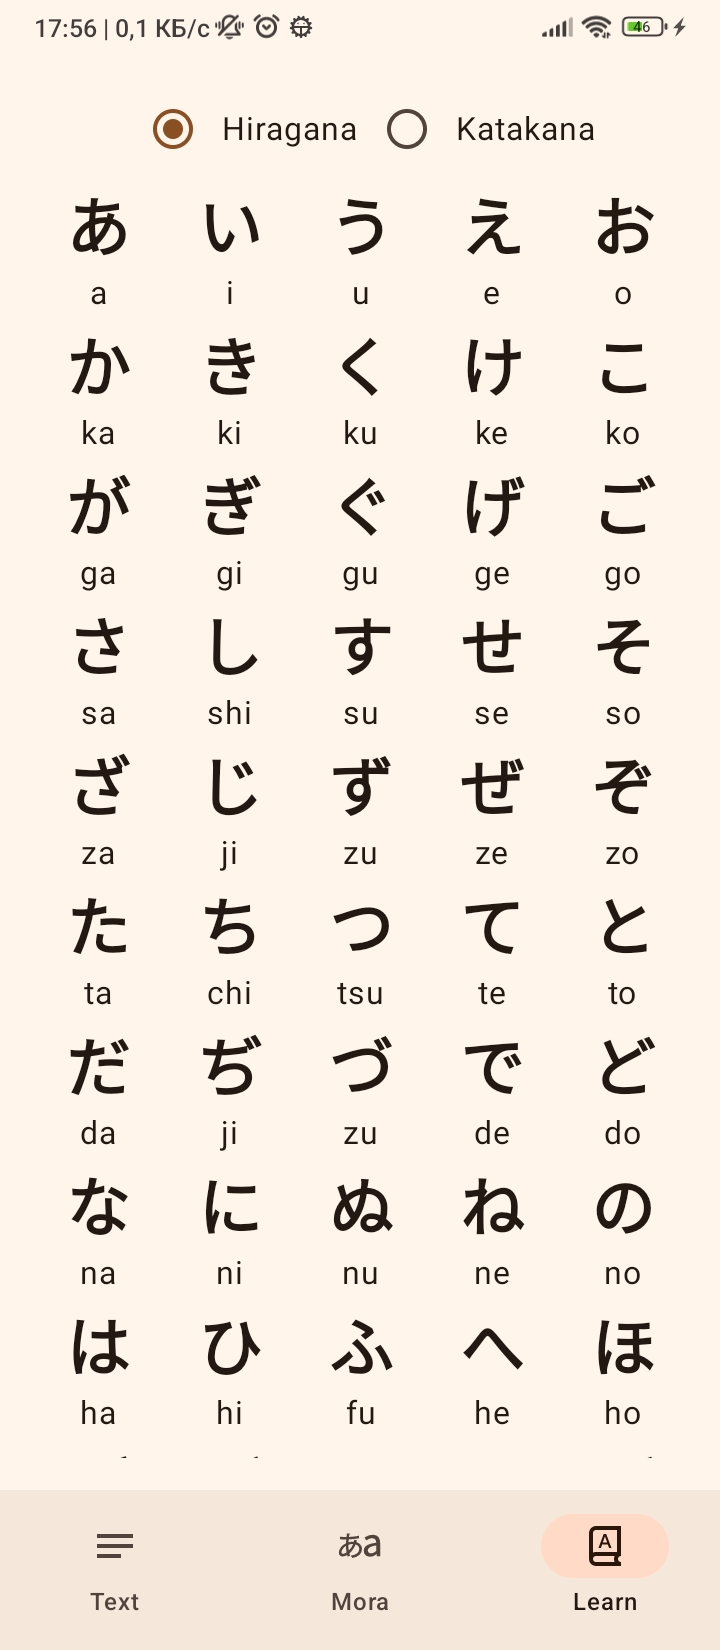 17:56 | 0,1 КБ/с 46
Hiragana Katakana
あ い う え お
a i u e o
か き く け こ
ka ki ku ke ko
が ぎ ぐ げ ご
ga gi gu ge go
さ し す せ そ
sa shi su se so
ざ じ ず ぜ ぞ
za ji zu ze zo
た ち つ て と
ta chi tsu te to
だ ぢ づ で ど
da ji zu de do
な に ぬ ね の
na ni nu ne no
は ひ ふ へ ほ
ha hi fu he ho
あa A
Text Mora Learn